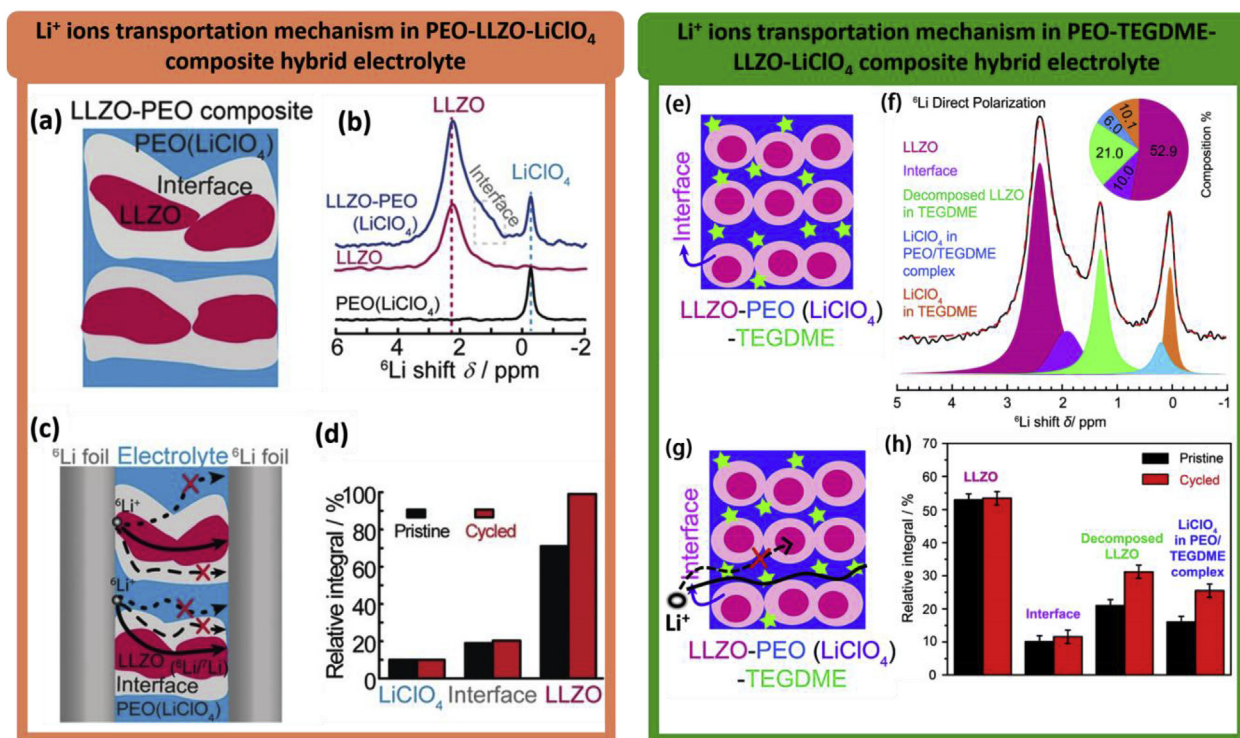 Li⁺ ions transportation mechanism in PEO-LLZO-LiClO₄
composite hybrid electrolyte
(a)
LLZO-PEO composite
PEO(LiClO₄)
Interface
LLZO
(b)
LLZO
LiClO₄
Interface
LLZO-PEO
(LiClO₄)
LLZO
PEO(LiClO₄)
6 4 2 0 -2
⁶Li shift δ / ppm
(c)
⁶Li foil Electrolyte ⁶Li foil
⁶Li⁺
⁶Li⁺
LLZO (⁶Li/⁷Li)
Interface
PEO(LiClO₄)
(d)
Relative integral / %
100
80
60
40
20
0
Pristine
Cycled
LiClO₄ Interface LLZO
Li⁺ ions transportation mechanism in PEO-TEGDME-
LLZO-LiClO₄ composite hybrid electrolyte
(e)
Interface
LLZO-PEO (LiClO₄)
-TEGDME
(f)
⁶Li Direct Polarization
LLZO
Interface
Decomposed LLZO
in TEGDME
LiClO₄ in
PEO/TEGDME
complex
LiClO₄
in TEGDME
10.1
6.0
52.9
21.0
10.0
Composition %
5 4 3 2 1 0 -1
⁶Li shift δ/ ppm
(g)
Interface
Li⁺
LLZO-PEO (LiClO₄)
-TEGDME
(h)
Relative integral / %
70
60
50
40
30
20
10
0
Pristine
Cycled
LLZO
Interface
Decomposed
LLZO
LiClO₄
in PEO/
TEGDME
complex